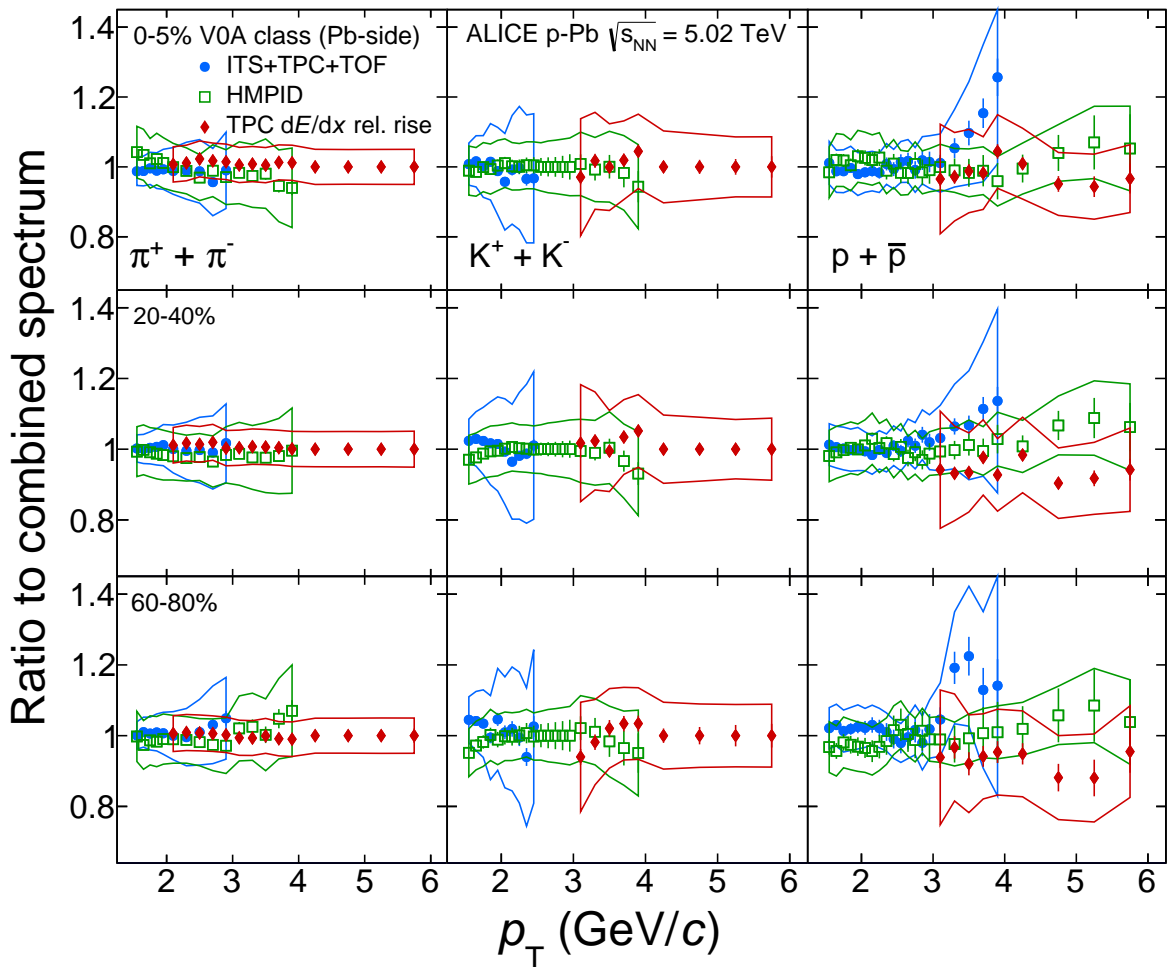 0-5% V0A class (Pb-side)
ITS+TPC+TOF
HMPID
TPC dE/dx rel. rise
ALICE p-Pb √s_NN = 5.02 TeV
π⁺ + π⁻
K⁺ + K⁻
p + p̅
1.4
1.2
1
0.8
20-40%
1.4
1.2
1
0.8
60-80%
1.4
1.2
1
0.8
2 3 4 5 6
2 3 4 5 6
2 3 4 5 6
Ratio to combined spectrum
p_T (GeV/c)